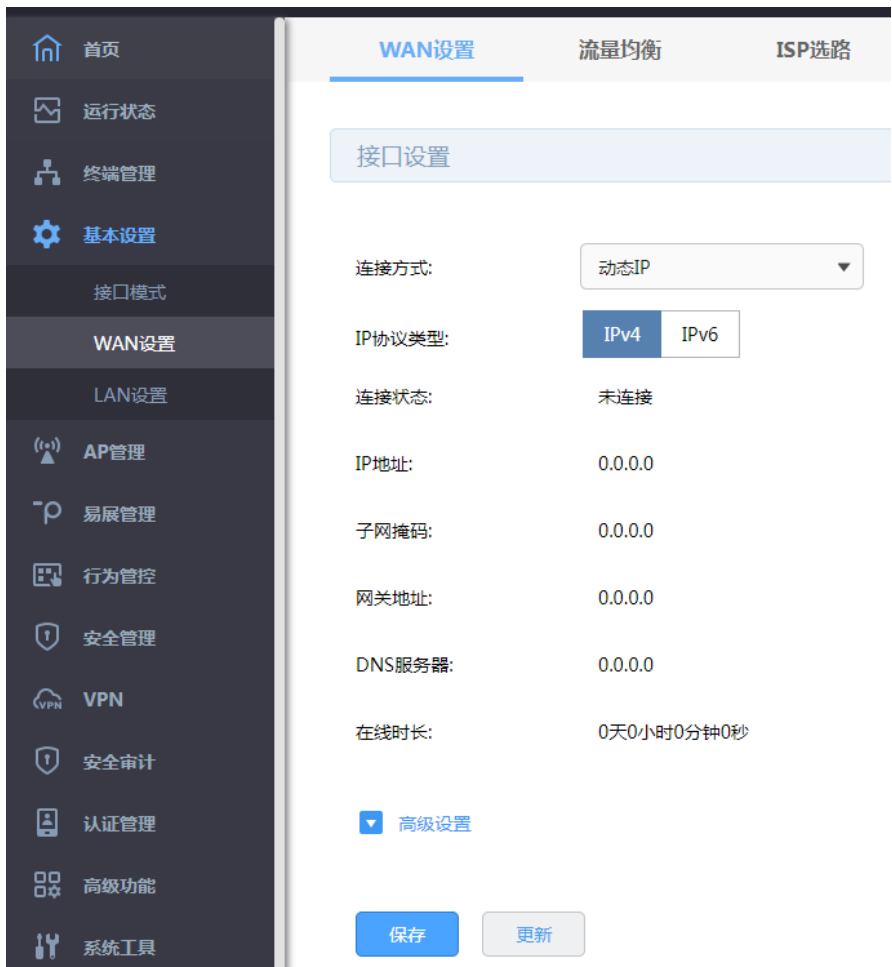 首页
运行状态
终端管理
基本设置
接口模式
WAN设置
LAN设置
AP管理
易展管理
行为管控
安全管理
VPN
VPN
安全审计
认证管理
高级功能
系统工具
WAN设置 流量均衡 ISP选路
接口设置
连接方式: 动态IP
IP协议类型: IPv4 IPv6
连接状态: 未连接
IP地址: 0.0.0.0
子网掩码: 0.0.0.0
网关地址: 0.0.0.0
DNS服务器: 0.0.0.0
在线时长: 0天0小时0分钟0秒
高级设置
保存 更新